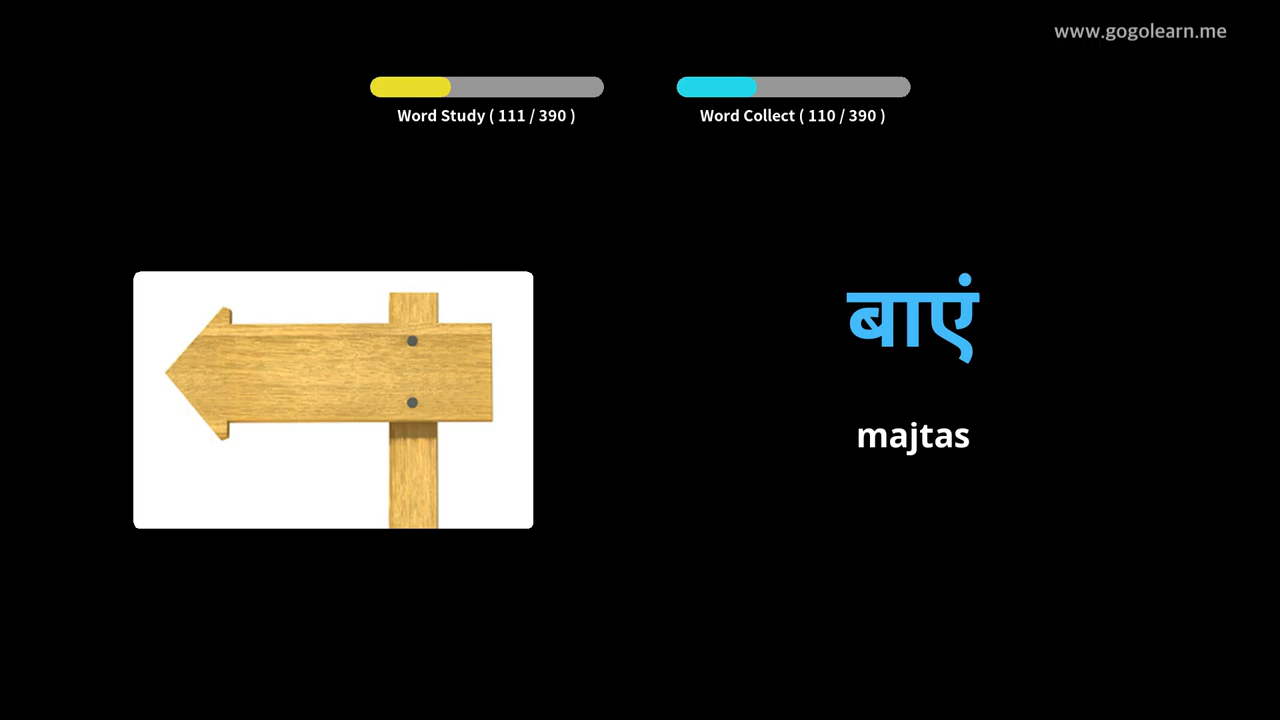 www.gogolearn.me
Word Study ( 111 / 390 )
Word Collect ( 110 / 390 )
बाएं
majtas